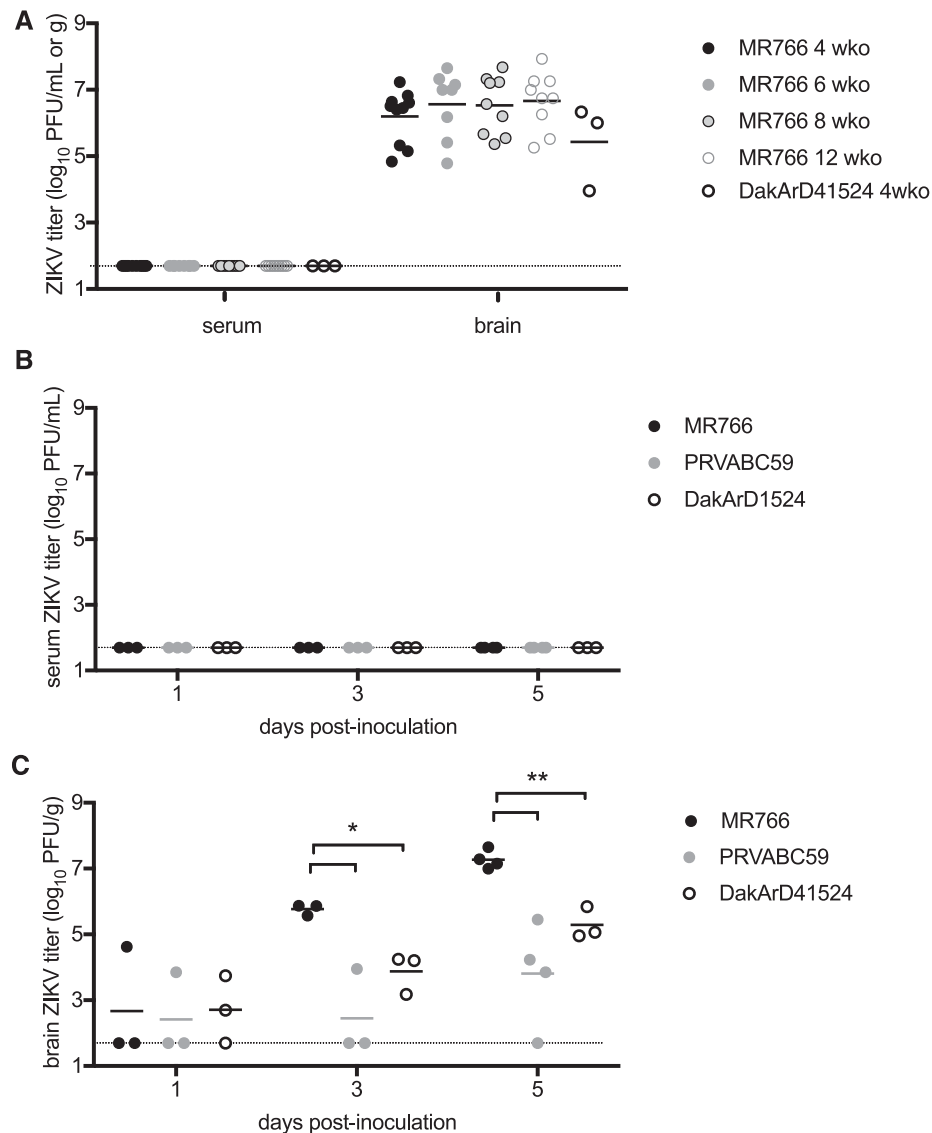 A
ZIKV titer (log10 PFU/mL or g)
9
7
5
3
1
serum
brain
MR766 4 wko
MR766 6 wko
MR766 8 wko
MR766 12 wko
DakArD41524 4wko
B
serum ZIKV titer (log10 PFU/mL)
9
7
5
3
1
1
3
5
days post-inoculation
MR766
PRVABC59
DakArD1524
C
brain ZIKV titer (log10 PFU/g)
9
7
5
3
1
*
**
1
3
5
days post-inoculation
MR766
PRVABC59
DakArD41524